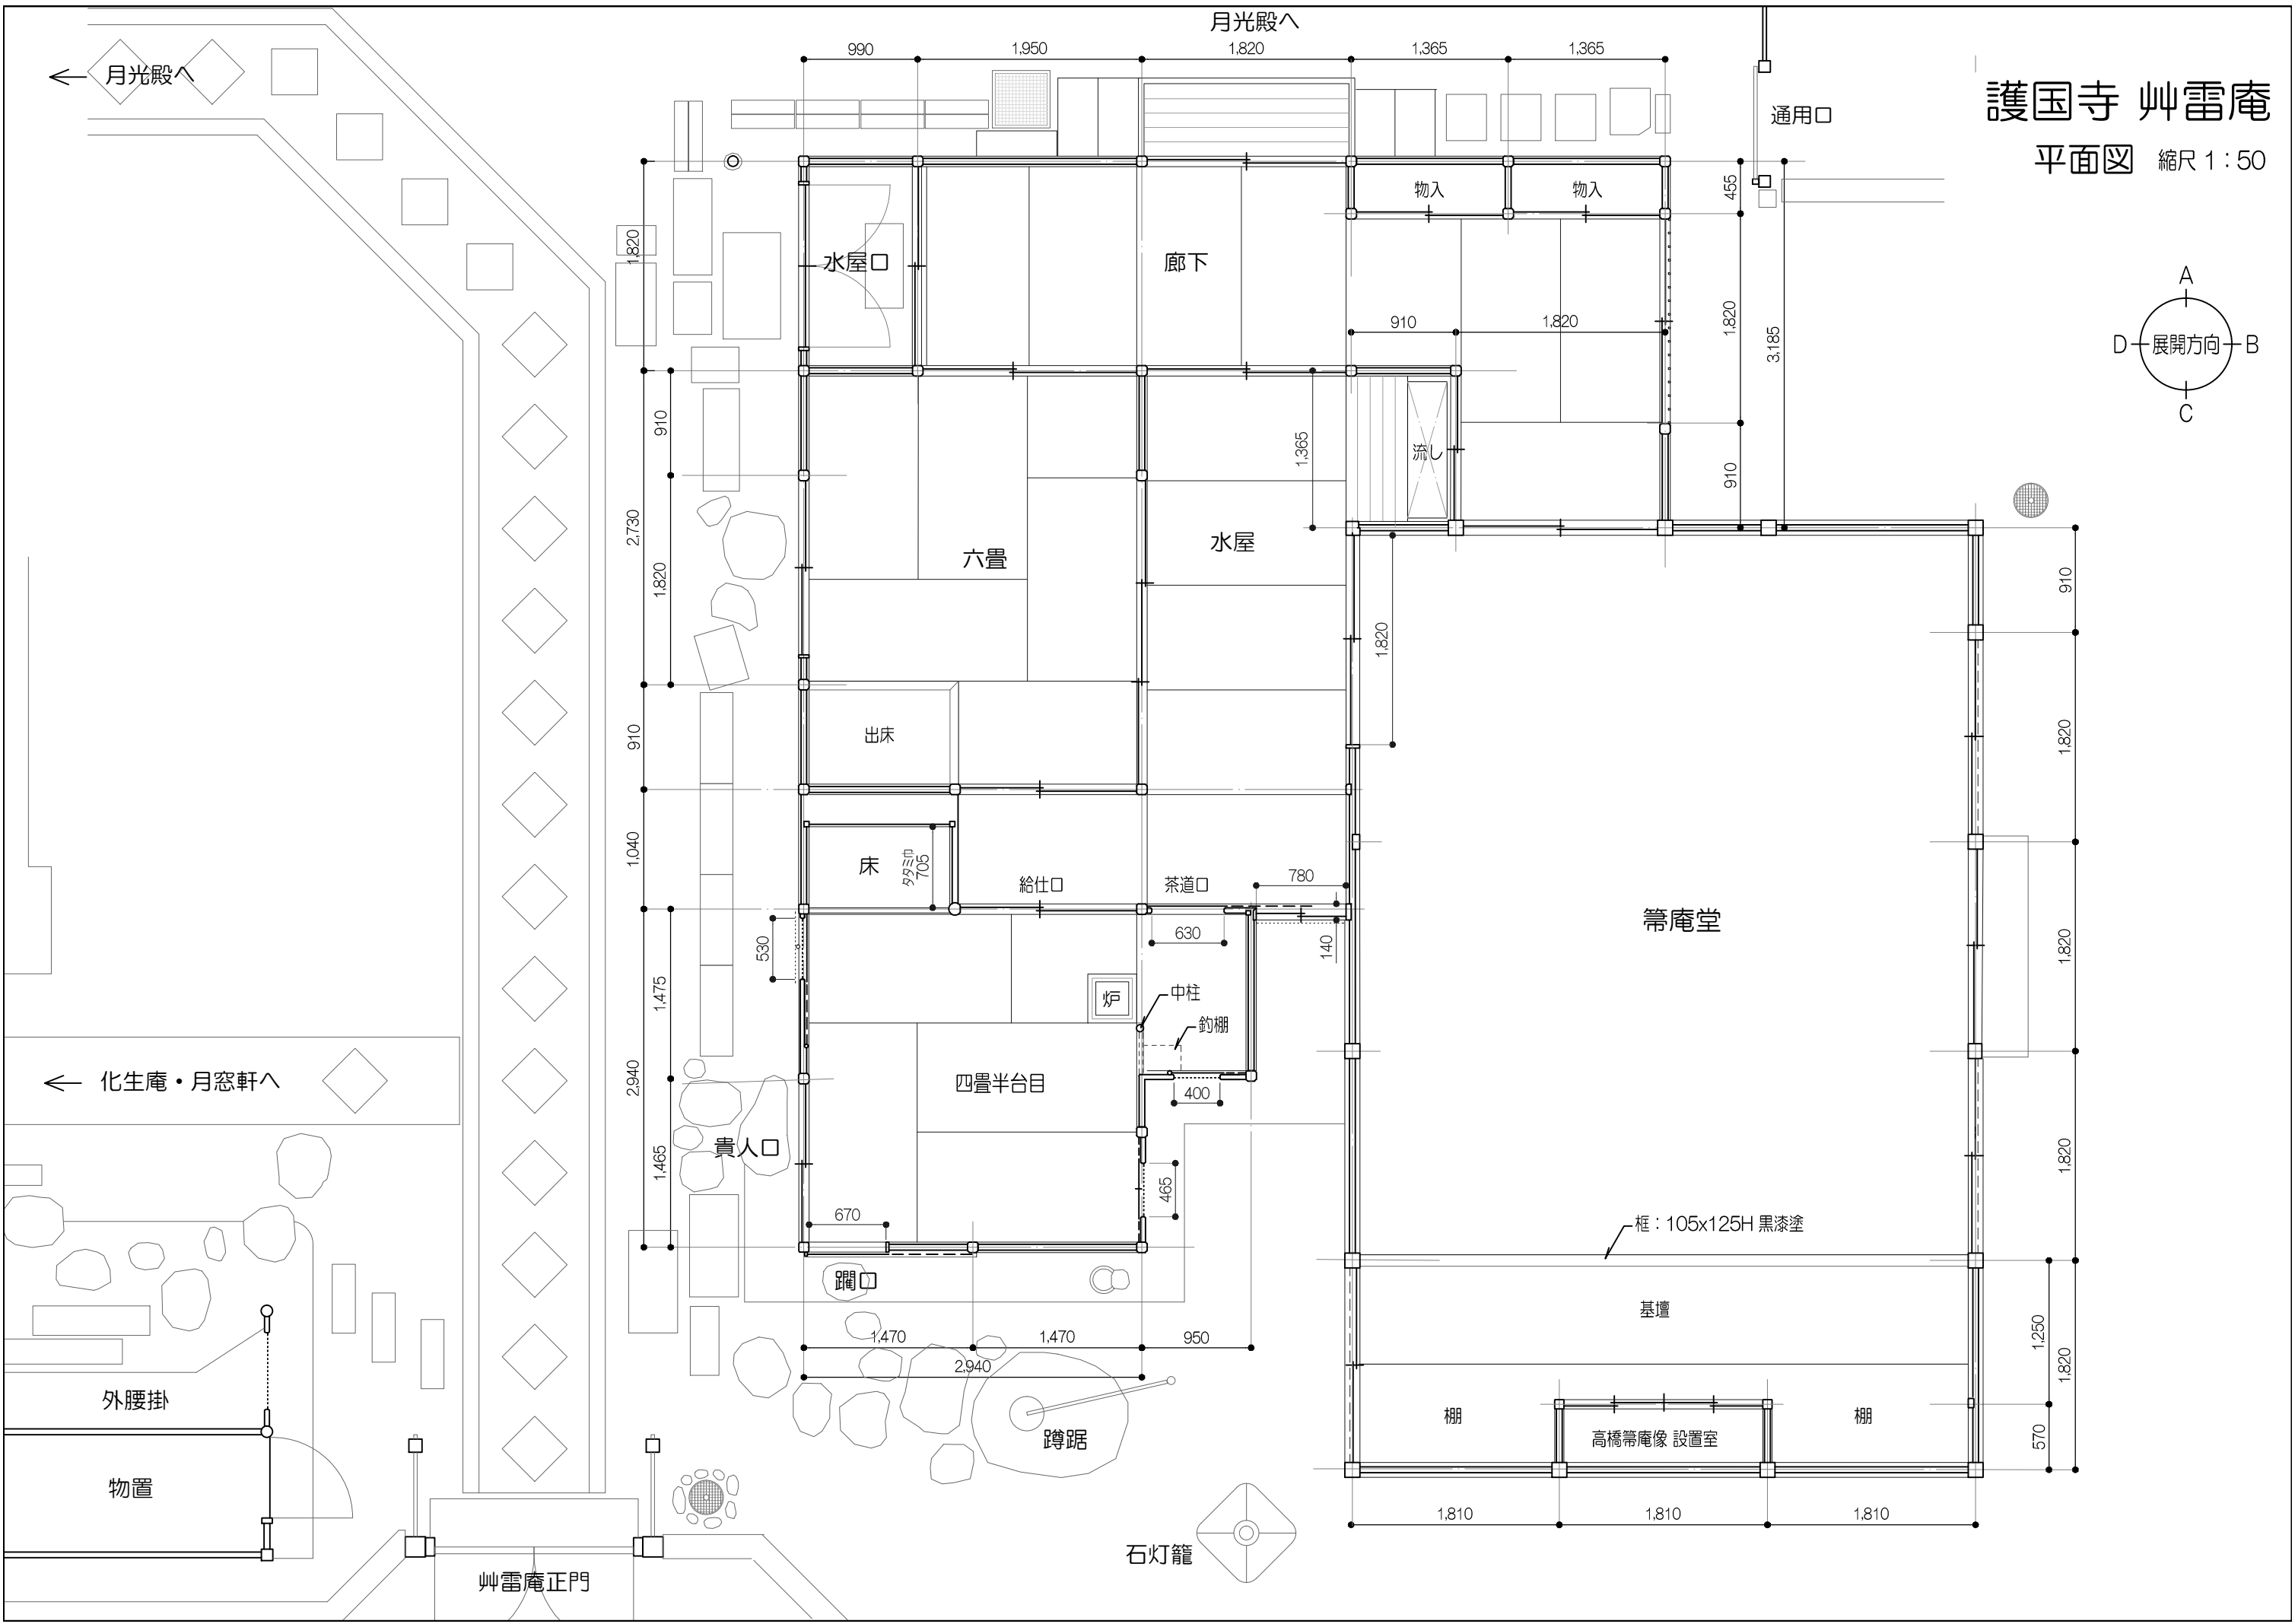 月光殿へ
990
1,950
1,820
1,365
1,365
月光殿へ
通用口
護国寺 艸雷庵
平面図 縮尺 1：50
物入
物入
455
1,820
水屋口
廊下
A
D
展開方向
B
C
910
1,820
1,820
3,185
910
1,365
流し
910
2,730
1,820
六畳
水屋
910
1,820
910
出床
1,820
1,040
床
タタミ巾
705
給仕口
茶道口
780
530
630
140
箒庵堂
1,820
1,475
炉
中柱
釣棚
化生庵・月窓軒へ
2,940
四畳半台目
400
貴人口
1,465
465
1,820
670
框：105x125H 黒漆塗
躙口
基壇
1,470
1,470
950
2,940
1,250
1,820
外腰掛
蹲踞
棚
高橋箒庵像 設置室
棚
570
物置
1,810
1,810
1,810
石灯籠
艸雷庵正門